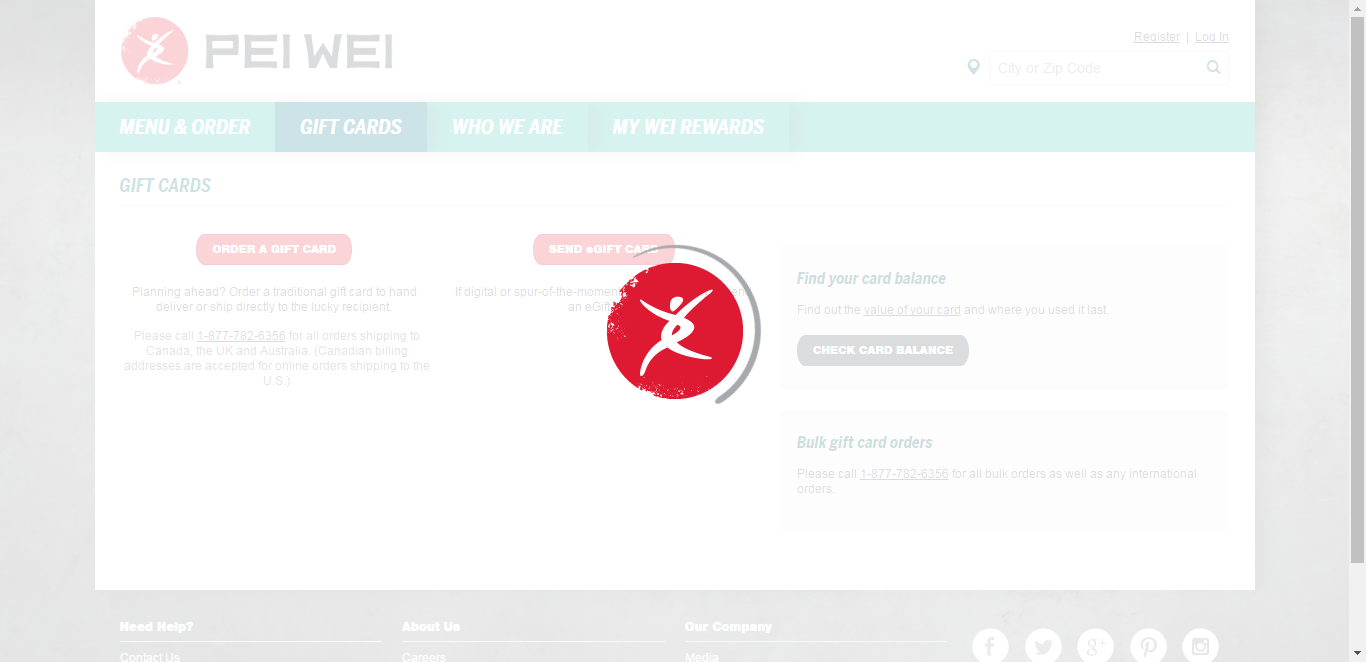 PEI WEI
Register | Log In
City or Zip Code
MENU & ORDER
GIFT CARDS
WHO WE ARE
MY WEI REWARDS
GIFT CARDS
ORDER A GIFT CARD
Planning ahead? Order a traditional gift card to hand
deliver or ship directly to the lucky recipient.
Please call 1-877-782-6356 for all orders shipping to
Canada, the UK and Australia. (Canadian billing
addresses are accepted for online orders shipping to the
U.S.)
SEND eGIFT CARD
If digital or spur-of-the-moment
an eGif
Find your card balance
Find out the value of your card and where you used it last.
CHECK CARD BALANCE
Bulk gift card orders
Please call 1-877-782-6356 for all bulk orders as well as any international
orders.
Need Help?
Contact Us
About Us
Careers
Our Company
Media